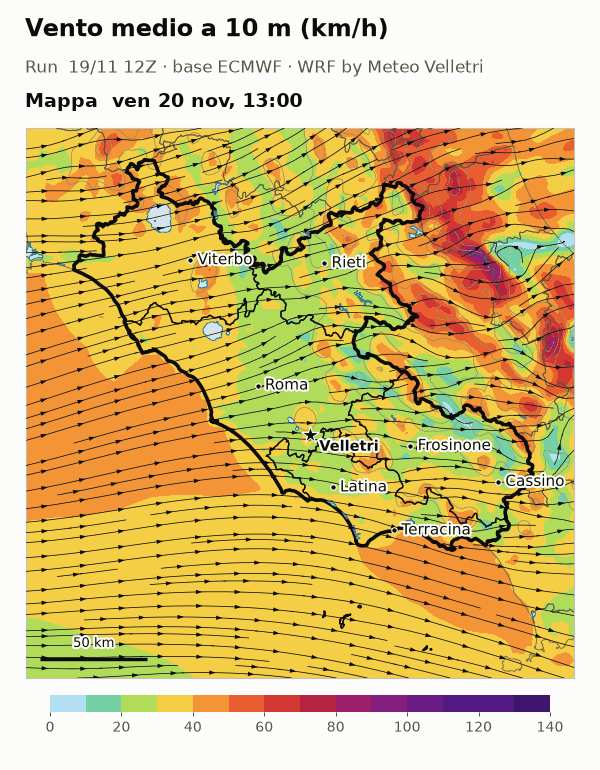 Vento medio a 10 m (km/h)
Run 19/11 12Z · base ECMWF · WRF by Meteo Velletri
Mappa ven 20 nov, 13:00
Viterbo
Rieti
Roma
Velletri
Frosinone
Cassino
Latina
Terracina
50 km
0 20 40 60 80 100 120 140